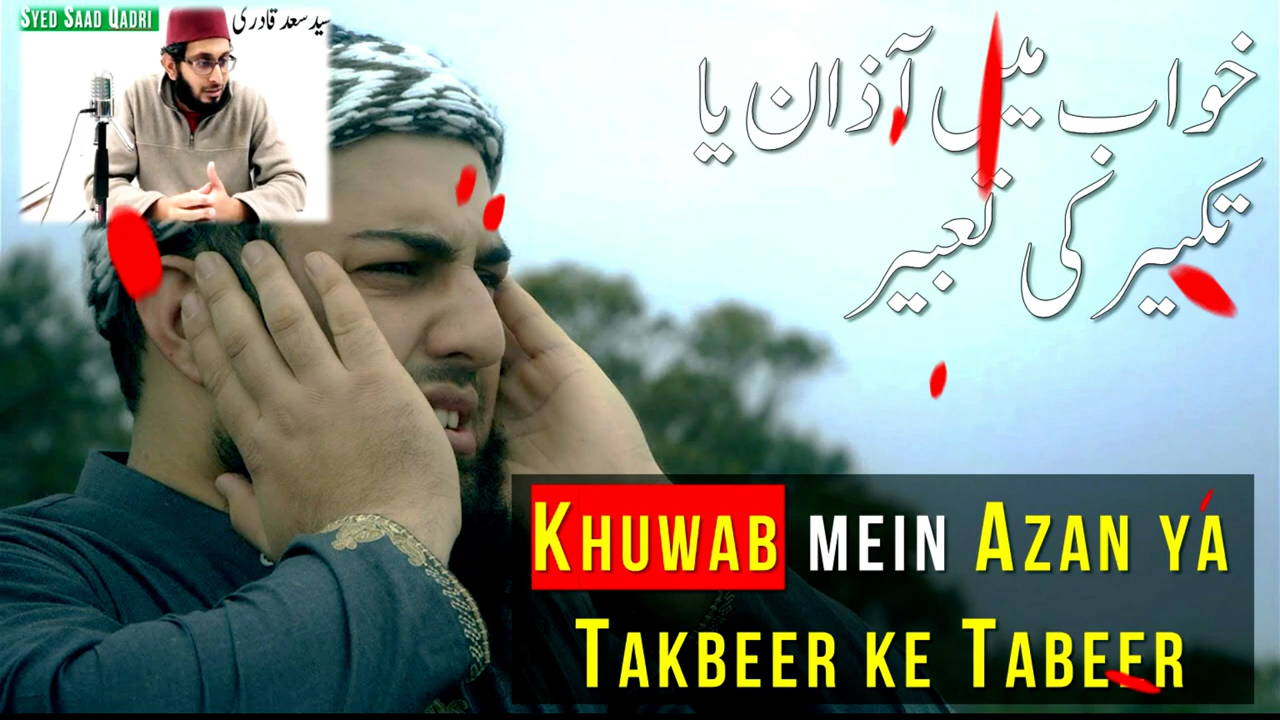 SYED SAAD QADRI
سید سعد قادری
خواب میں آذان یا
تکبیر کی تعبیر
KHUWAB MEIN AZAN YA
TAKBEER KE TABEER